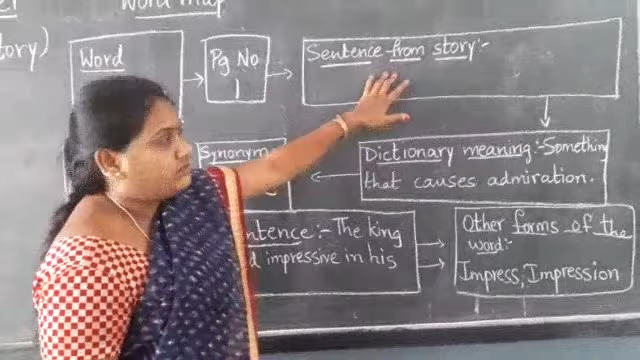 Word map
story)
Word
Pg No
1
Sentence from story:-
Synonym
Dictionary meaning:- Something
that causes admiration.
:- The king
impressive in his
Other forms of the
word:-
Impress, Impression